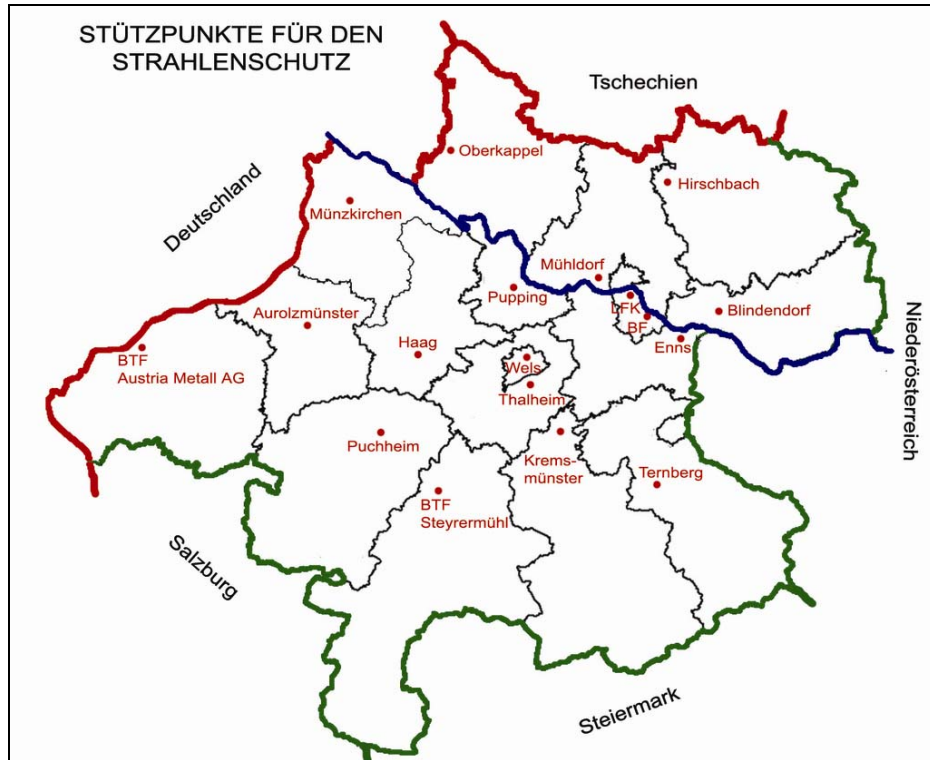 STÜTZPUNKTE FÜR DEN
STRAHLENSCHUTZ
Tschechien
Deutschland
Oberkappel
Hirschbach
Münzkirchen
Mühldorf
Pupping
LFK
BF
Blindendorf
Aurolzmünster
Enns
Niederösterreich
Haag
BTF
Austria Metall AG
Wels
Thalheim
Puchheim
Krems-
münster
Ternberg
BTF
Steyrermühl
Salzburg
Steiermark